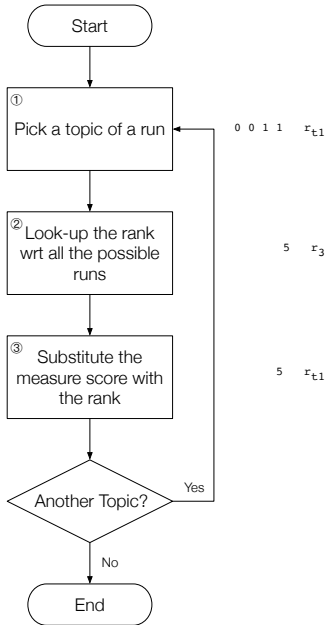 Start
①
Pick a topic of a run
0 0 1 1 r_t1
②
Look-up the rank
wrt all the possible
runs
5 r_3
③
Substitute the
measure score with
the rank
5 r_t1
Another Topic?
Yes
No
End